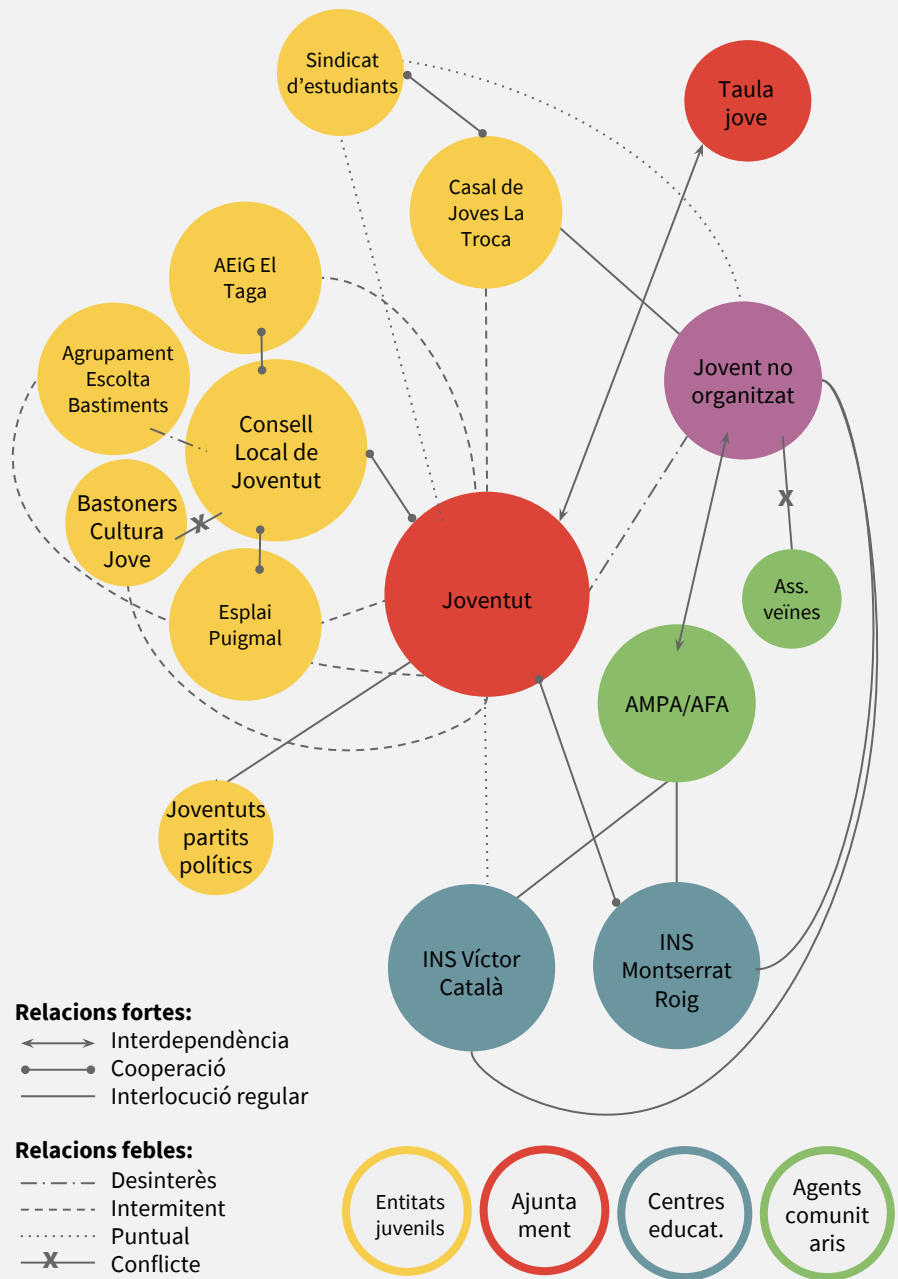 Sindicat
d’estudiants
Taula
jove
Casal de
Joves La
Troca
AEiG El
Taga
Agrupament
Escolta
Bastiments
Jovent no
organitzat
Consell
Local de
Joventut
Bastoners
Cultura
Jove
X
X
Ass.
veïnes
Joventut
Esplai
Puigmal
AMPA/AFA
Joventuts
partits
polítics
INS Víctor
Català
INS
Montserrat
Roig
Relacions fortes:
Interdependència
Cooperació
Interlocució regular
Relacions febles:
Desinterès
Intermitent
Puntual
X Conflicte
Entitats
juvenils
Ajunta
ment
Centres
educat.
Agents
comunit
aris